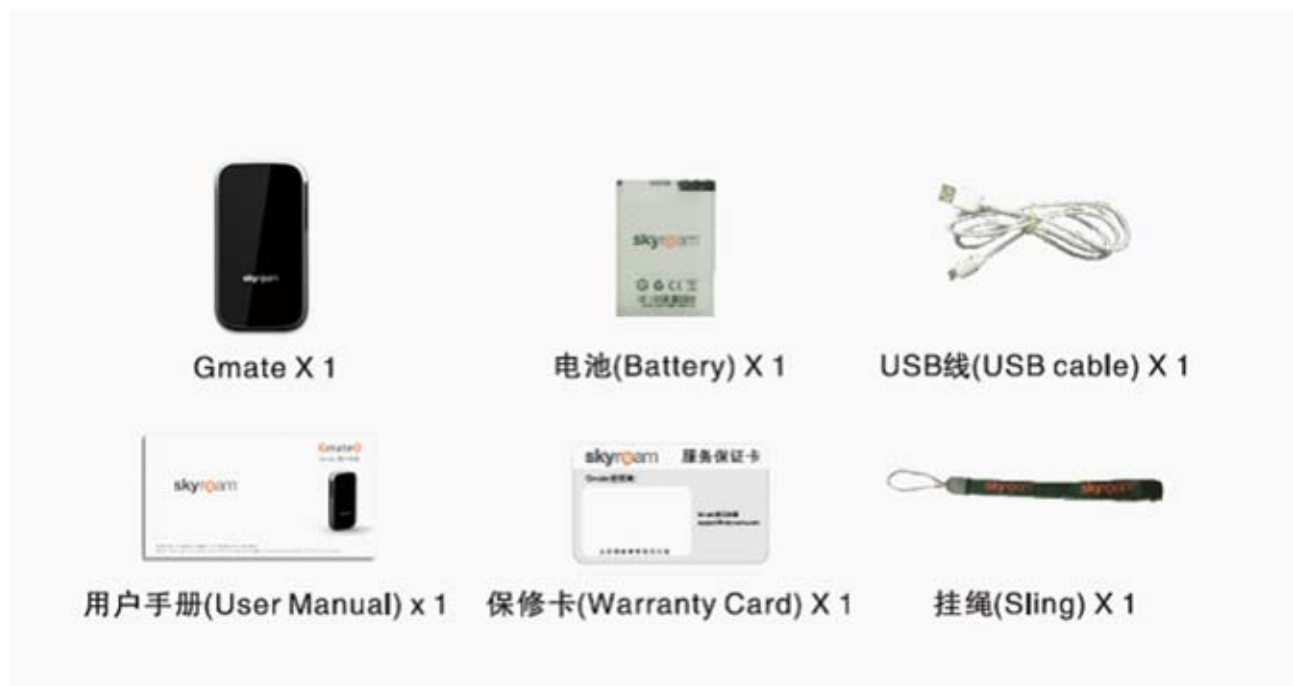 skyroam
skyroam
Gmate X 1
电池(Battery) X 1
USB线(USB cable) X 1
skyroam
skyroam 服务保证卡
skyroam skyroam
用户手册(User Manual) x 1
保修卡(Warranty Card) X 1
挂绳(Sling) X 1